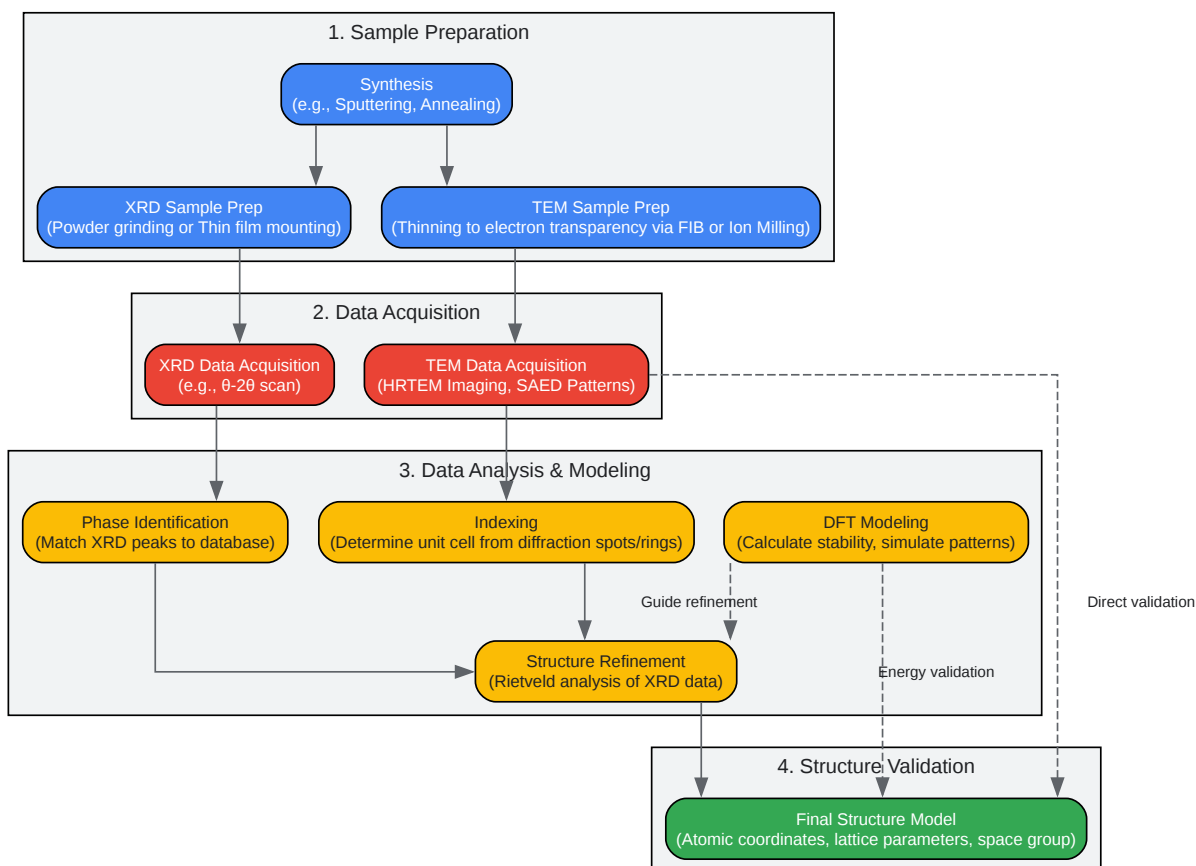 1. Sample Preparation
Synthesis
(e.g., Sputtering, Annealing)
XRD Sample Prep
(Powder grinding or Thin film mounting)
TEM Sample Prep
(Thinning to electron transparency via FIB or Ion Milling)
2. Data Acquisition
XRD Data Acquisition
(e.g., θ-2θ scan)
TEM Data Acquisition
(HRTEM Imaging, SAED Patterns)
3. Data Analysis & Modeling
Phase Identification
(Match XRD peaks to database)
Indexing
(Determine unit cell from diffraction spots/rings)
DFT Modeling
(Calculate stability, simulate patterns)
Guide refinement
Direct validation
Structure Refinement
(Rietveld analysis of XRD data)
Energy validation
4. Structure Validation
Final Structure Model
(Atomic coordinates, lattice parameters, space group)